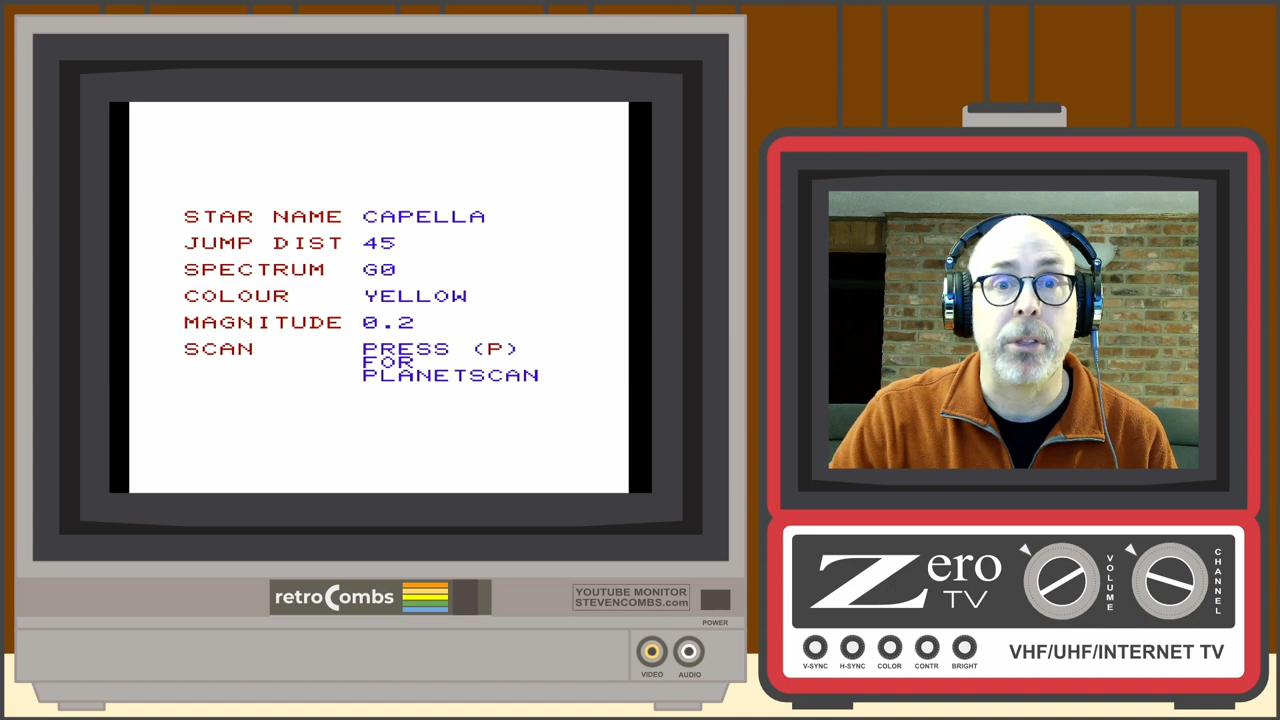 STAR NAME CAPELLA
JUMP DIST 45
SPECTRUM G0
COLOUR YELLOW
MAGNITUDE 0.2
SCAN PRESS (P)
FOR
PLANETSCAN
retroCombs
YOUTUBE MONITOR
STEVENCOMBS.com
POWER
VIDEO AUDIO
Zero
TV
VOLUME
CHANNEL
V-SYNC H-SYNC COLOR CONTR BRIGHT
VHF/UHF/INTERNET TV